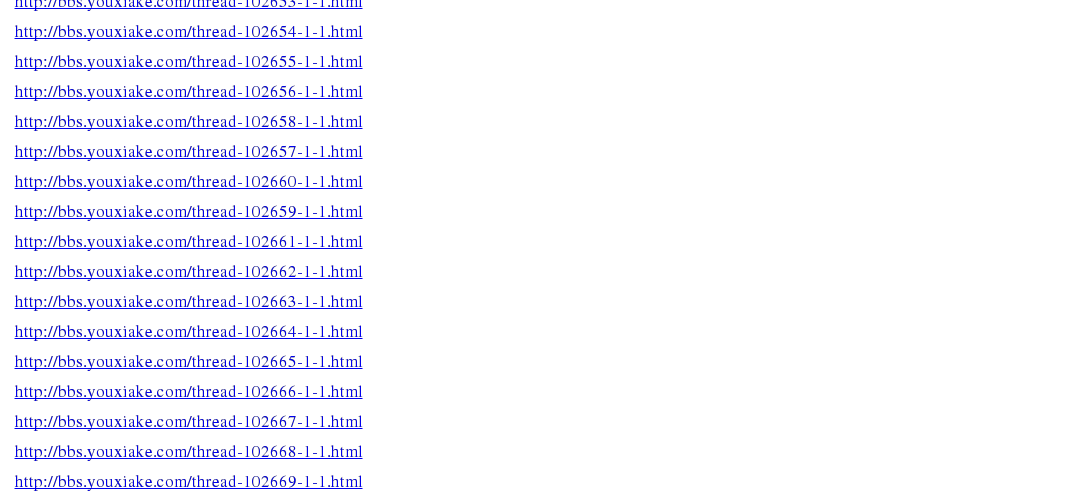 http://bbs.youxiake.com/thread-102653-1-1.html
http://bbs.youxiake.com/thread-102654-1-1.html
http://bbs.youxiake.com/thread-102655-1-1.html
http://bbs.youxiake.com/thread-102656-1-1.html
http://bbs.youxiake.com/thread-102658-1-1.html
http://bbs.youxiake.com/thread-102657-1-1.html
http://bbs.youxiake.com/thread-102660-1-1.html
http://bbs.youxiake.com/thread-102659-1-1.html
http://bbs.youxiake.com/thread-102661-1-1.html
http://bbs.youxiake.com/thread-102662-1-1.html
http://bbs.youxiake.com/thread-102663-1-1.html
http://bbs.youxiake.com/thread-102664-1-1.html
http://bbs.youxiake.com/thread-102665-1-1.html
http://bbs.youxiake.com/thread-102666-1-1.html
http://bbs.youxiake.com/thread-102667-1-1.html
http://bbs.youxiake.com/thread-102668-1-1.html
http://bbs.youxiake.com/thread-102669-1-1.html